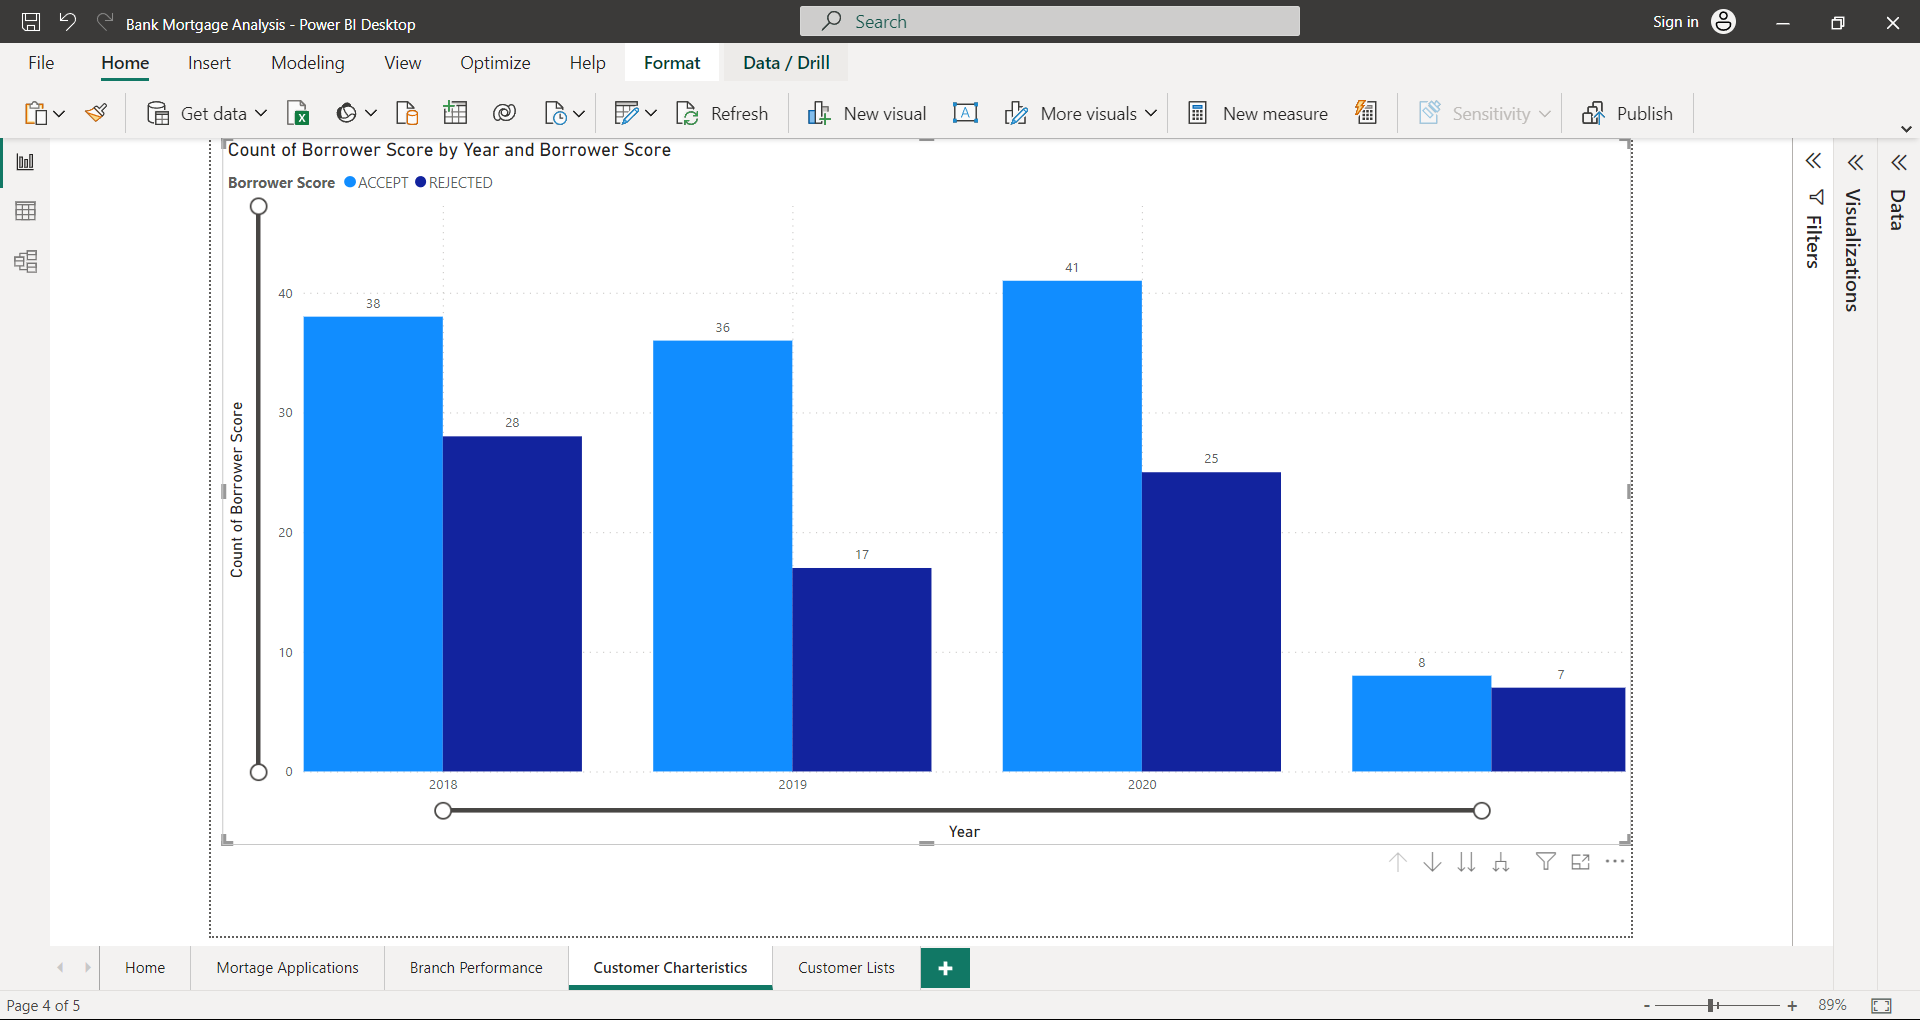 Bank Mortgage Analysis - Power BI Desktop
Search
Sign in
File Home Insert Modeling View Optimize Help Format Data / Drill
Get data Refresh New visual A More visuals New measure Sensitivity Publish
Count of Borrower Score by Year and Borrower Score
Borrower Score ACCEPT REJECTED
Count of Borrower Score
40
30
20
10
0
38
28
36
17
41
25
8
7
2018 2019 2020
Year
Filters
Visualizations
Data
Home Mortage Applications Branch Performance Customer Charteristics Customer Lists +
Page 4 of 5
- + 89%